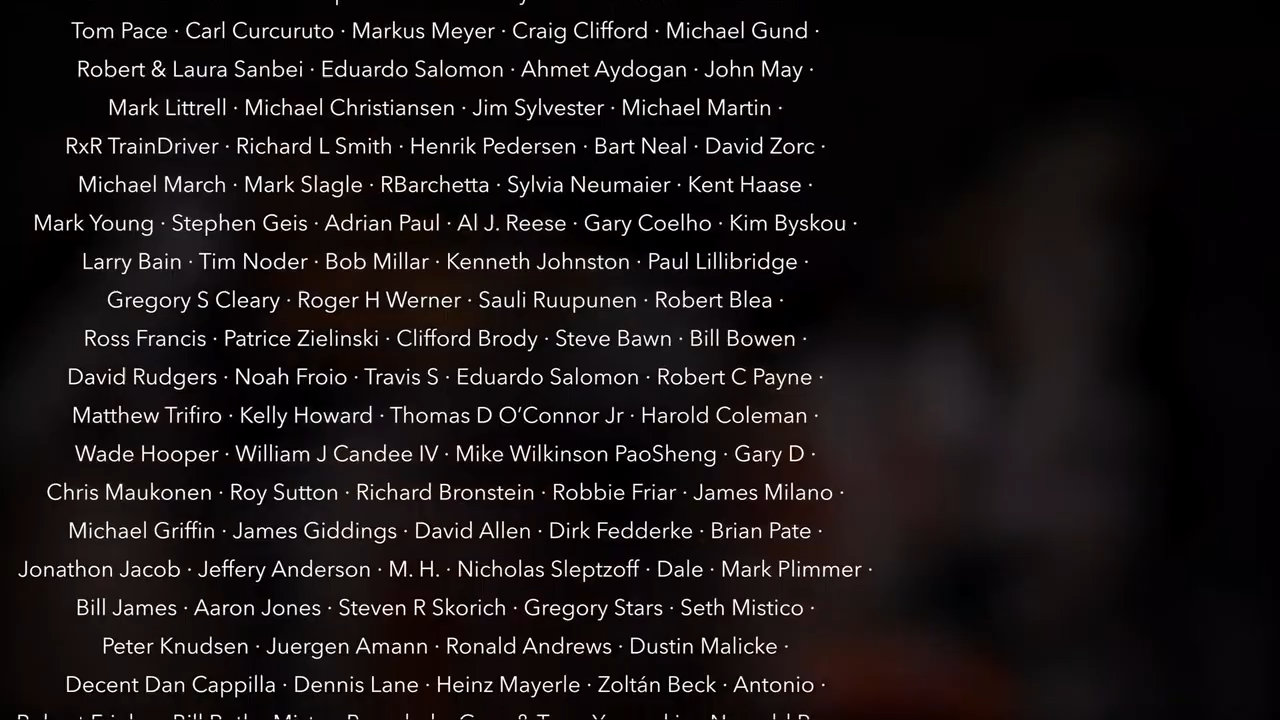 Tom Pace · Carl Curcuruto · Markus Meyer · Craig Clifford · Michael Gund ·
Robert & Laura Sanbei · Eduardo Salomon · Ahmet Aydogan · John May ·
Mark Littrell · Michael Christiansen · Jim Sylvester · Michael Martin ·
RxR TrainDriver · Richard L Smith · Henrik Pedersen · Bart Neal · David Zorc ·
Michael March · Mark Slagle · RBarchetta · Sylvia Neumaier · Kent Haase ·
Mark Young · Stephen Geis · Adrian Paul · Al J. Reese · Gary Coelho · Kim Byskou ·
Larry Bain · Tim Noder · Bob Millar · Kenneth Johnston · Paul Lillibridge ·
Gregory S Cleary · Roger H Werner · Sauli Ruupunen · Robert Blea ·
Ross Francis · Patrice Zielinski · Clifford Brody · Steve Bawn · Bill Bowen ·
David Rudgers · Noah Froio · Travis S · Eduardo Salomon · Robert C Payne ·
Matthew Trifiro · Kelly Howard · Thomas D O’Connor Jr · Harold Coleman ·
Wade Hooper · William J Candee IV · Mike Wilkinson PaoSheng · Gary D ·
Chris Maukonen · Roy Sutton · Richard Bronstein · Robbie Friar · James Milano ·
Michael Griffin · James Giddings · David Allen · Dirk Fedderke · Brian Pate ·
Jonathon Jacob · Jeffery Anderson · M. H. · Nicholas Sleptzoff · Dale · Mark Plimmer ·
Bill James · Aaron Jones · Steven R Skorich · Gregory Stars · Seth Mistico ·
Peter Knudsen · Juergen Amann · Ronald Andrews · Dustin Malicke ·
Decent Dan Cappilla · Dennis Lane · Heinz Mayerle · Zoltán Beck · Antonio ·